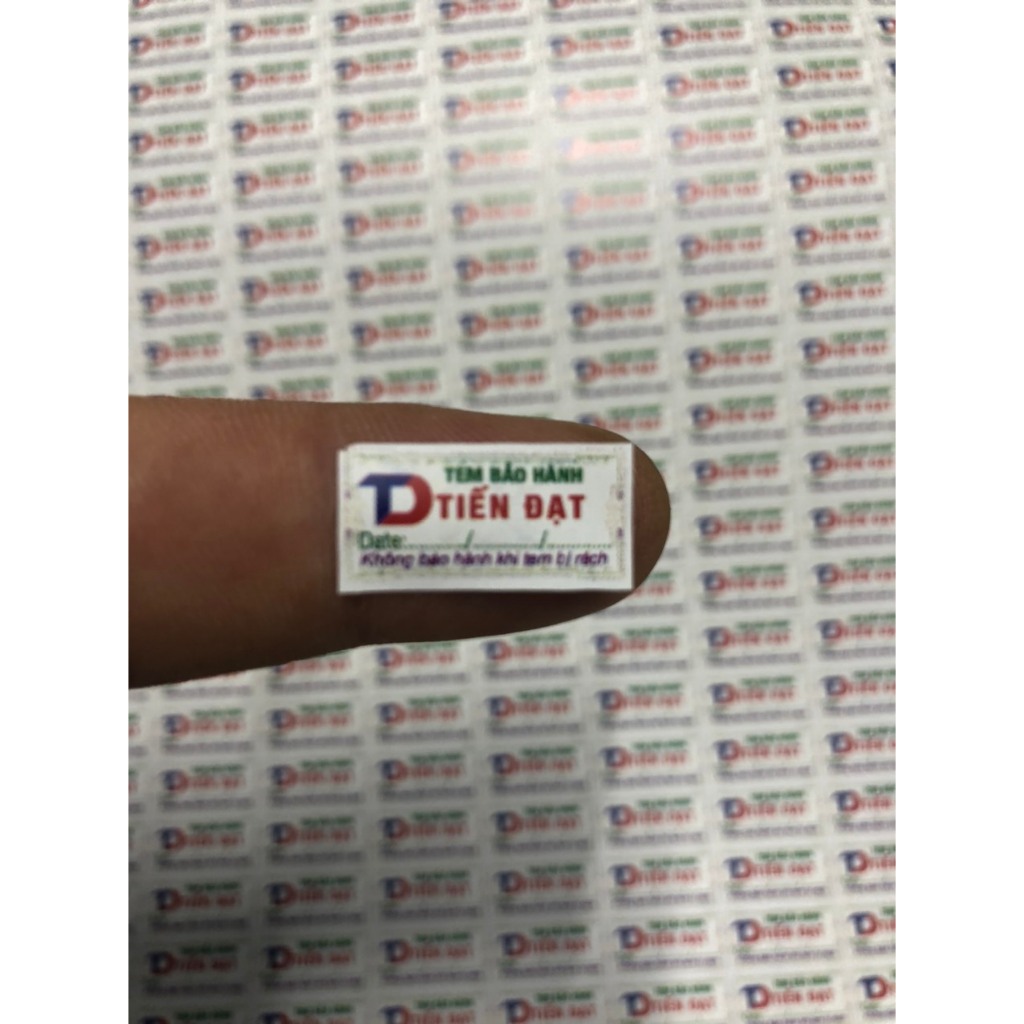 TEM BẢO HÀNH
TD TIẾN ĐẠT
Date:......../............/............
Không bảo hành khi tem bị rách